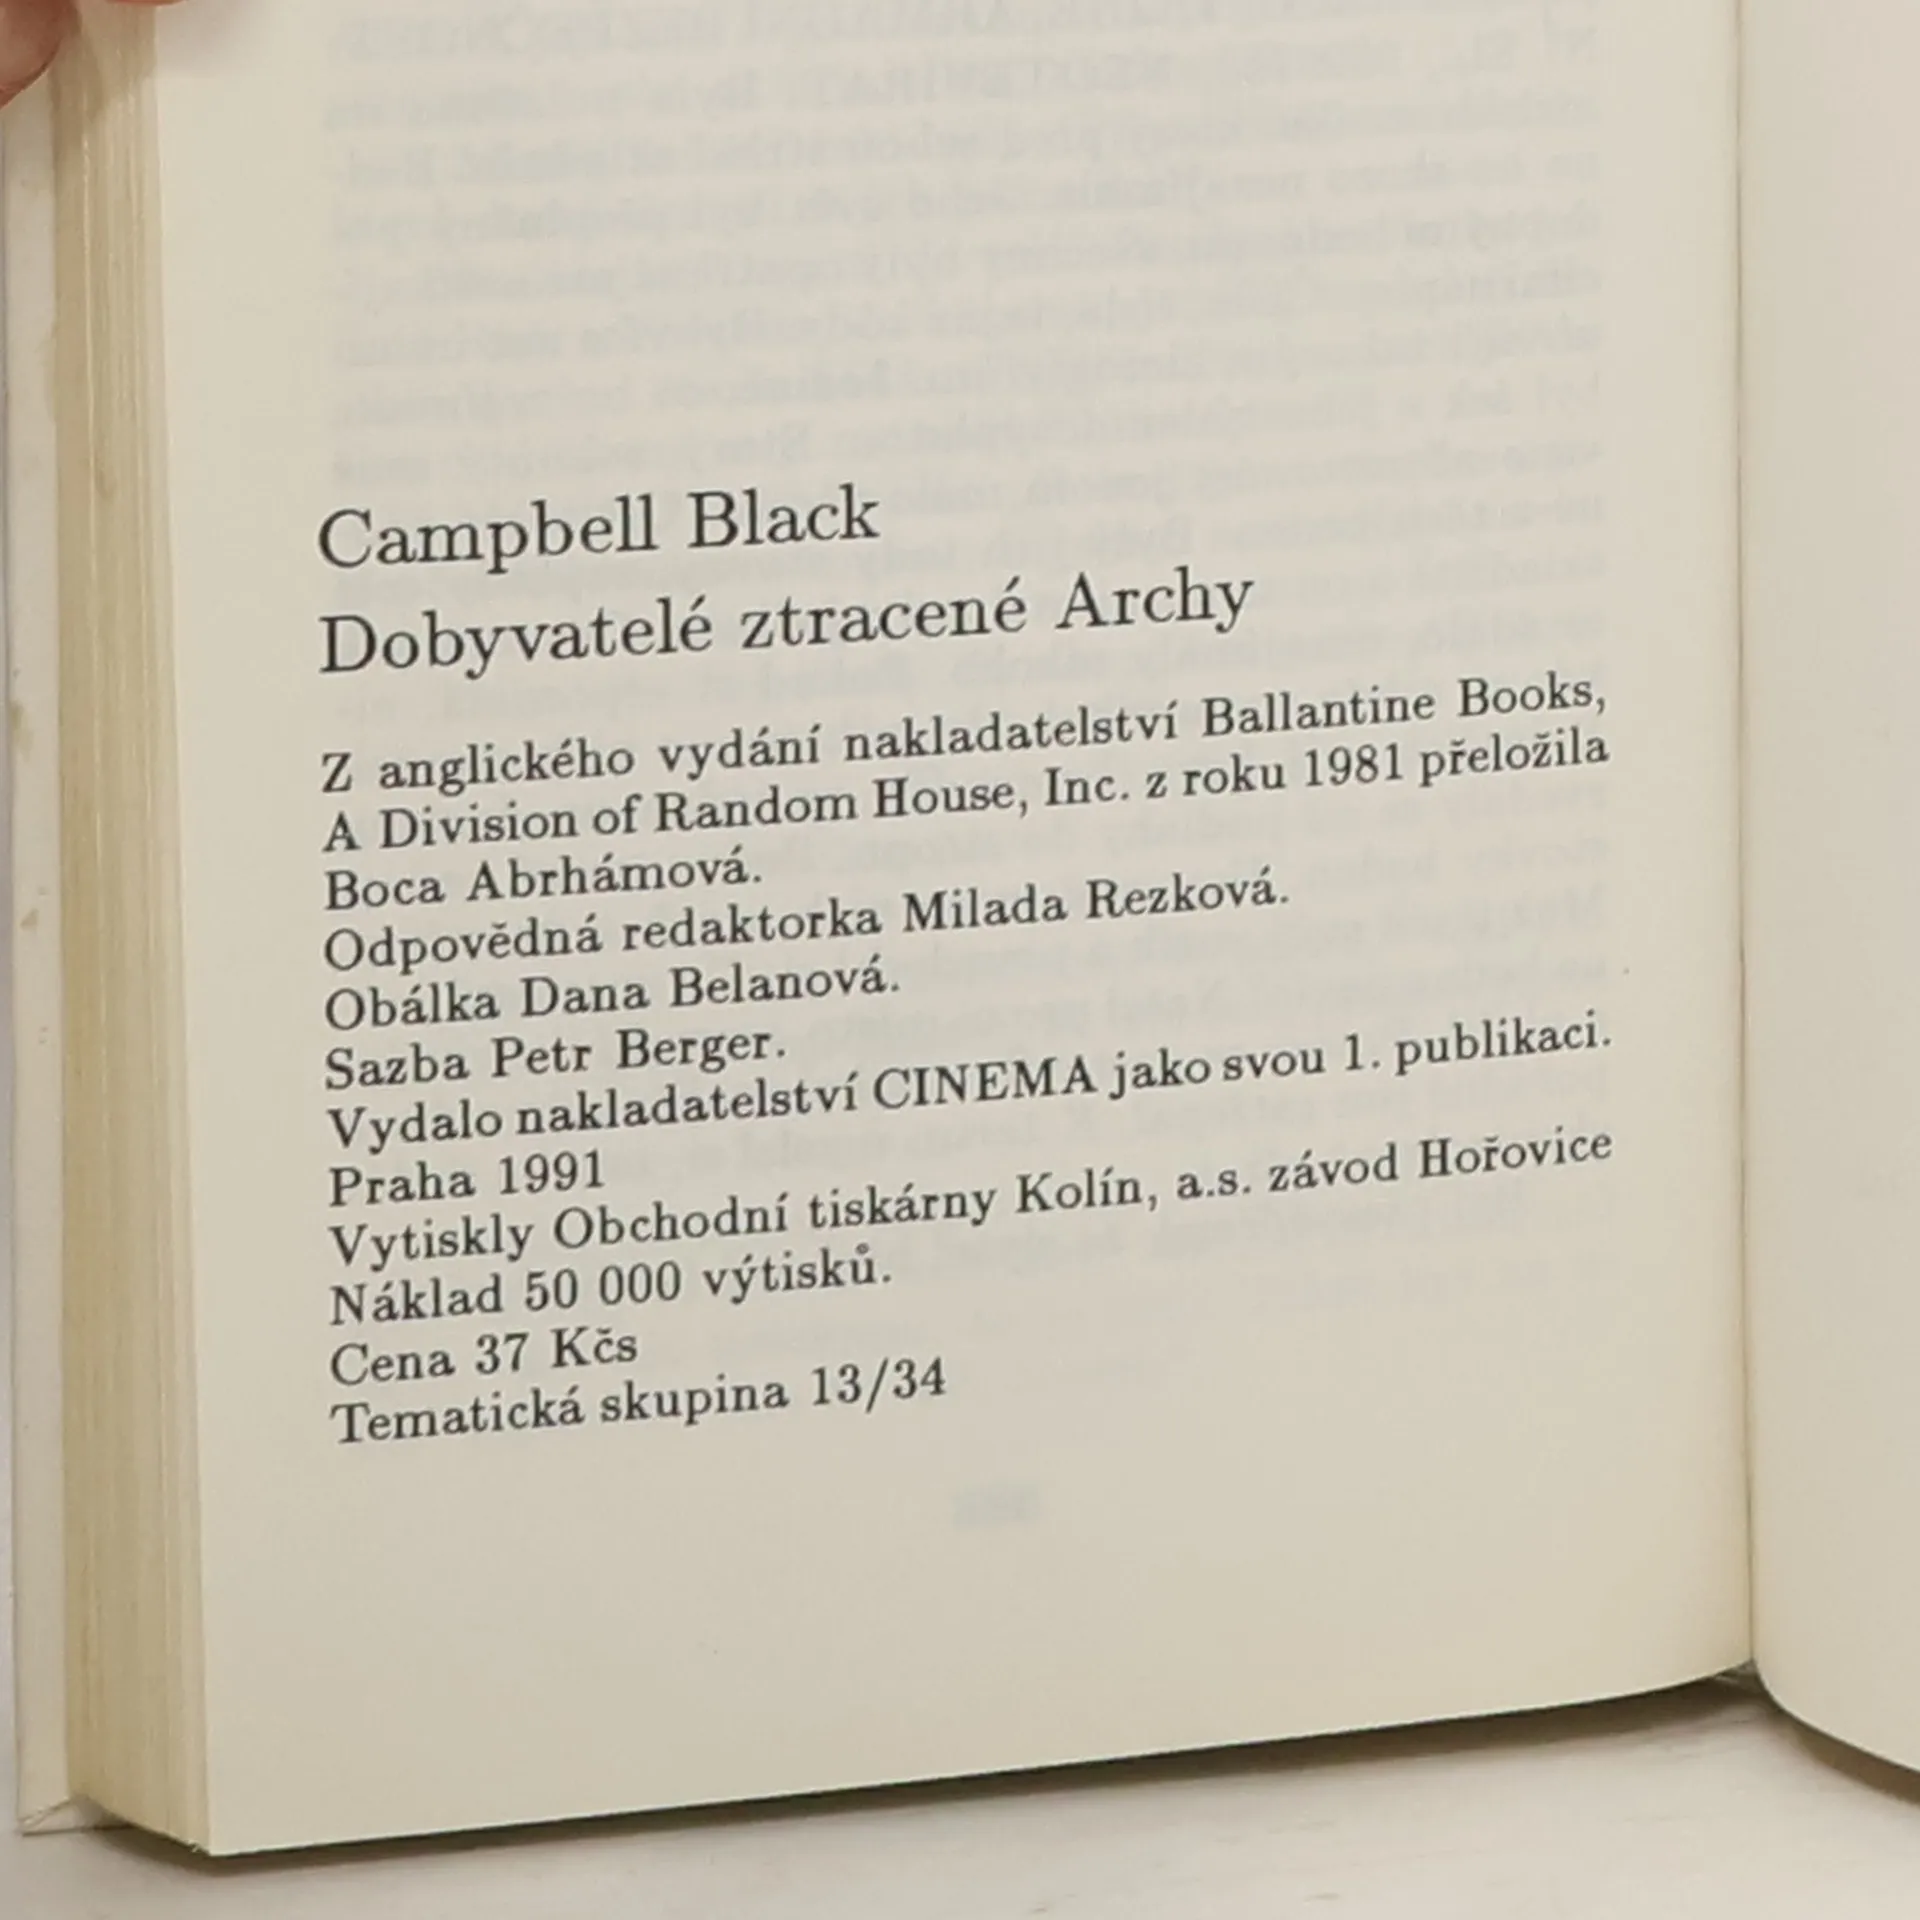 Campbell Black
Dobyvatelé ztracené Archy
Z anglického vydání nakladatelství Ballantine Books,
A Division of Random House, Inc. z roku 1981 přeložila
Boca Abrhámová.
Odpovědná redaktorka Milada Rezková.
Obálka Dana Belanová.
Sazba Petr Berger.
Vydalo nakladatelství CINEMA jako svou 1. publikaci.
Praha 1991
Vytiskly Obchodní tiskárny Kolín, a.s. závod Hořovice
Náklad 50 000 výtisků.
Cena 37 Kčs
Tematická skupina 13/34